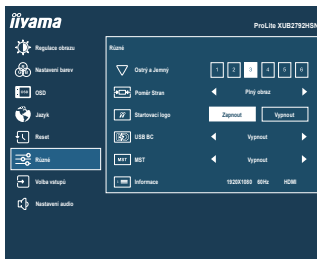 iiyama
ProLite XUB2792HSN
Regulace obrazu
Různé
Nastavení barev
Ostrý a Jemný
1 2 3 4 5 6
OSD
Poměr Stran
Plný obraz
Jazyk
Startovací logo
Zapnout
Vypnout
Reset
USB BC
Vypnout
Různé
MST
MST
Vypnout
Volba vstupů
Informace
1920X1080 60Hz HDMI
Nastavení audio